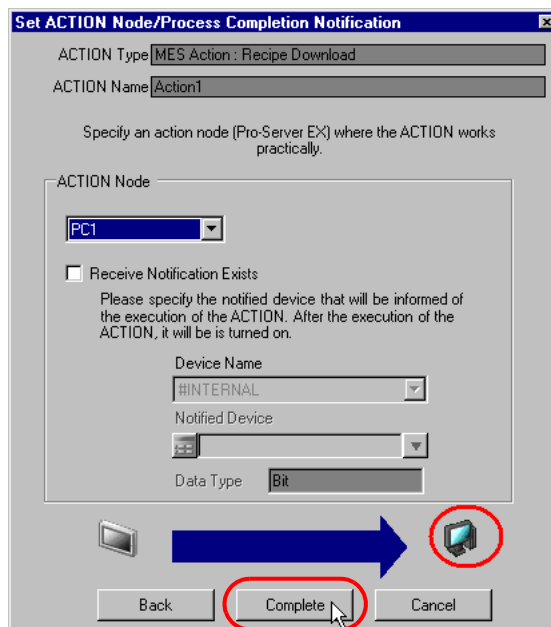 Set ACTION Node/Process Completion Notification
ACTION Type MES Action : Recipe Download
ACTION Name Action1
Specify an action node (Pro-Server EX) where the ACTION works
practically.
ACTION Node
PC1
Receive Notification Exists
Please specify the notified device that will be informed of
the execution of the ACTION. After the execution of the
ACTION, it will be is turned on.
Device Name
#INTERNAL
Notified Device
Data Type Bit
Back Complete Cancel